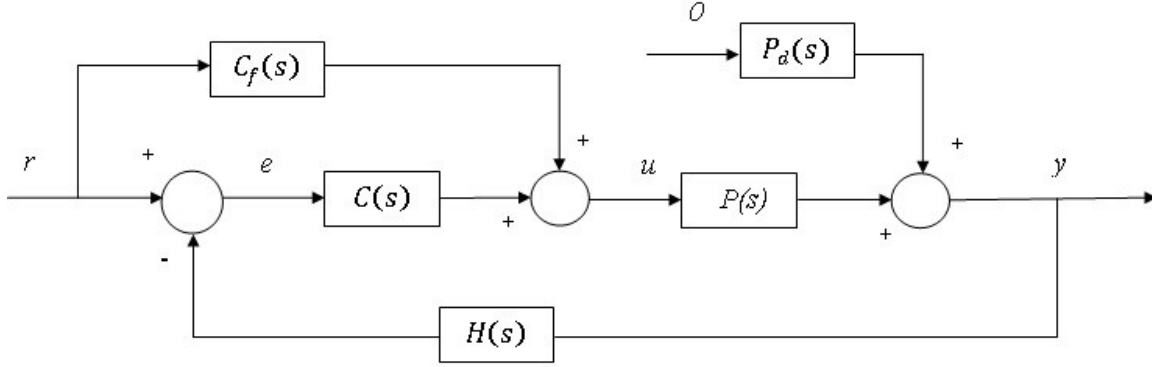 O
C_f(s)
P_d(s)
+
+
r
+
e
C(s)
+
u
P(s)
+
y
-
H(s)